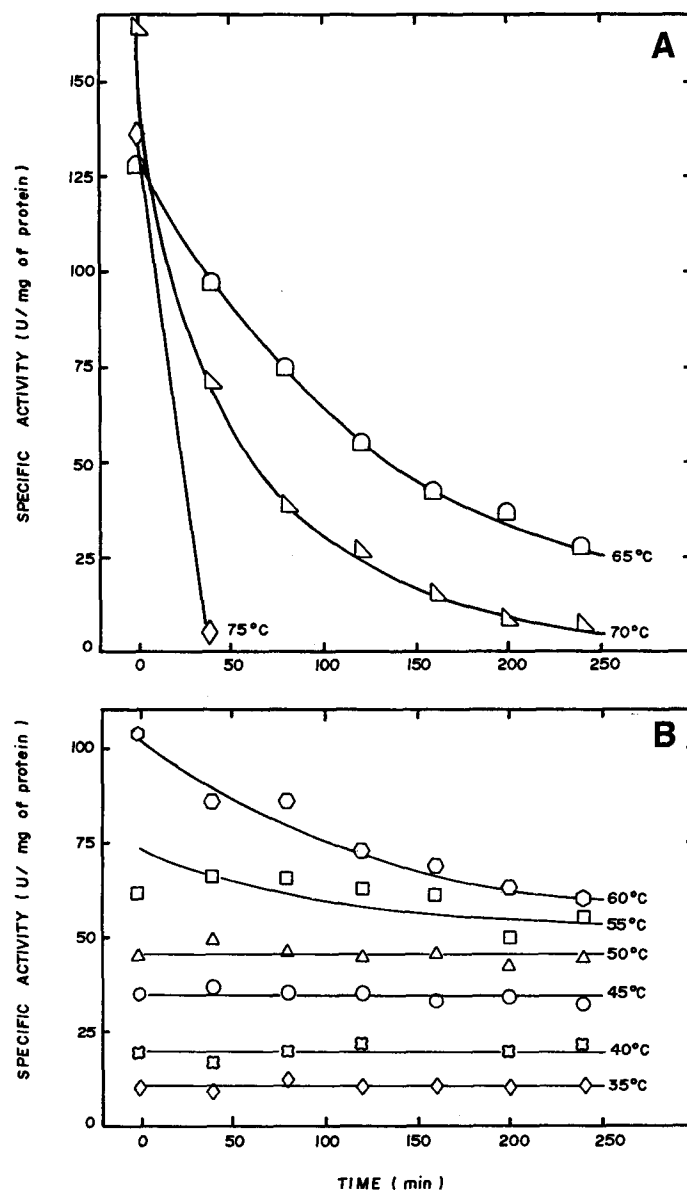 A
SPECIFIC ACTIVITY (U/mg of protein)
150
125
100
75
50
25
0
65°C
70°C
75°C
0 50 100 150 200 250
B
SPECIFIC ACTIVITY (U/ mg of protein)
100
75
50
25
0
60°C
55°C
50°C
45°C
40°C
35°C
0 50 100 150 200 250
TIME (min)